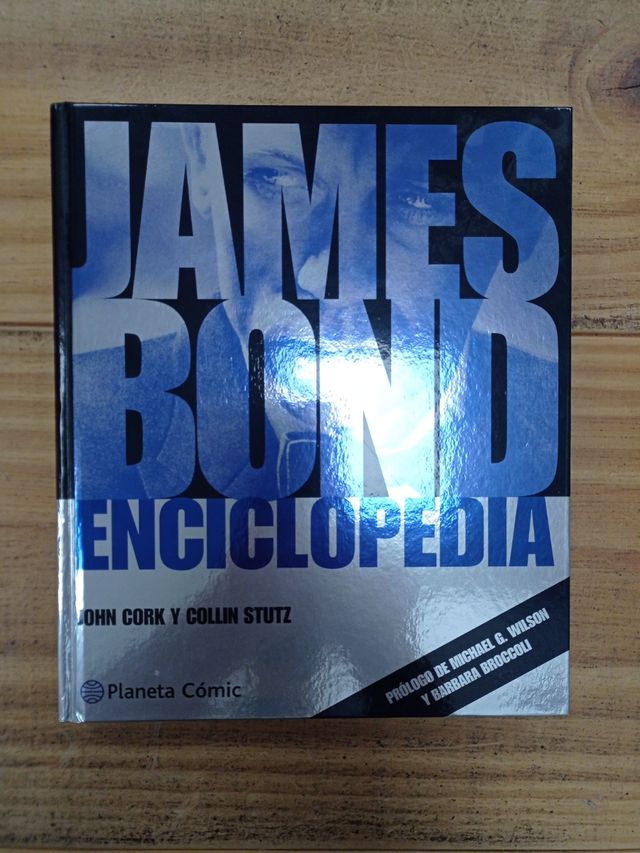 JAMES
BOND
ENCICLOPEDIA
JOHN CORK Y COLLIN STUTZ
PRÓLOGO DE MICHAEL G. WILSON
Y BARBARA BROCCOLI
Planeta Cómic